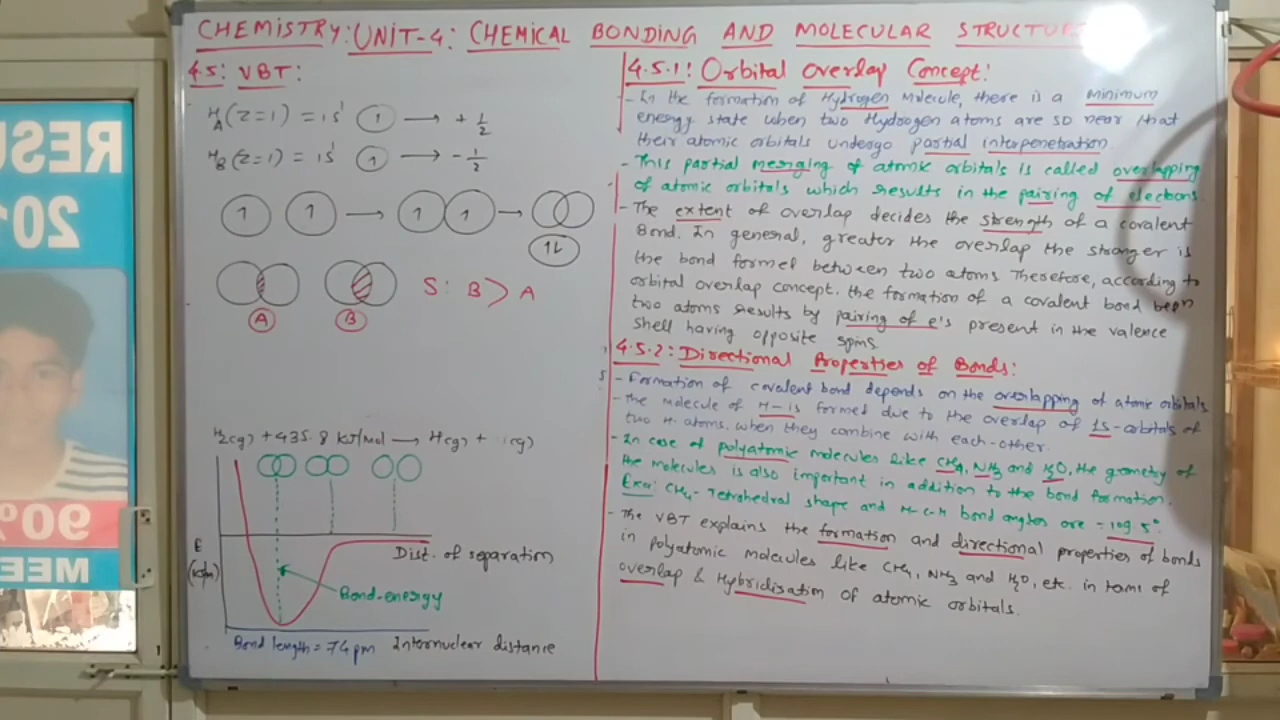 CHEMISTRY: UNIT-4: CHEMICAL BONDING AND MOLECULAR STRUCTU
4.5: VBT:
HA(Z=1) = 1S¹ (1) → + 1/2
HB(Z=1) = 1S¹ (1) → - 1/2
1 1 → 1 1 →
1L
S: B > A
A B
H2(g) + 435.8 KJ/Mol → H(g) + (g)
E
Dist. of separation
Bond-energy
Bond length = 74pm Internuclear distance
4.5.1: Orbital Overlap Concept:
- In the formation of Hydrogen Molecule, there is a minimum
energy state when two Hydrogen atoms are so near that
their atomic orbitals undergo partial interpenetration.
- This partial merging of atomic orbitals is called overlapping
of atomic orbitals which results in the pairing of electrons
- The extent of overlap decides the strength of a covalent
Bond. In general, greater the overlap the stronger is
the bond formed between two atoms Therefore, according to
orbital overlap concept, the formation of a covalent bond
two atoms results by pairing of e's present in the valence
shell having opposite spins.
4.5.2: Directional Properties of Bonds:
- Formation of covalent bond depends on the overlapping of atomic orbitals
- The molecule of is formed due to the overlap of 1S-orbitals of
two H-atoms, when they combine with each-other.
- In case of polyatomic molecules like CH4, NH3 and H2O, the geometry of
the molecules is also important in addition to the bond formation.
CH4- Tetrahedral shape and H-C-H bond angles are = 109.5°
- The VBT explains the formation and directional properties of bonds
in polyatomic molecules like CH4, NH3 and H2O, etc. in terms of
overlap & Hybridisation of atomic orbitals.
RESU
201
90%
MEE